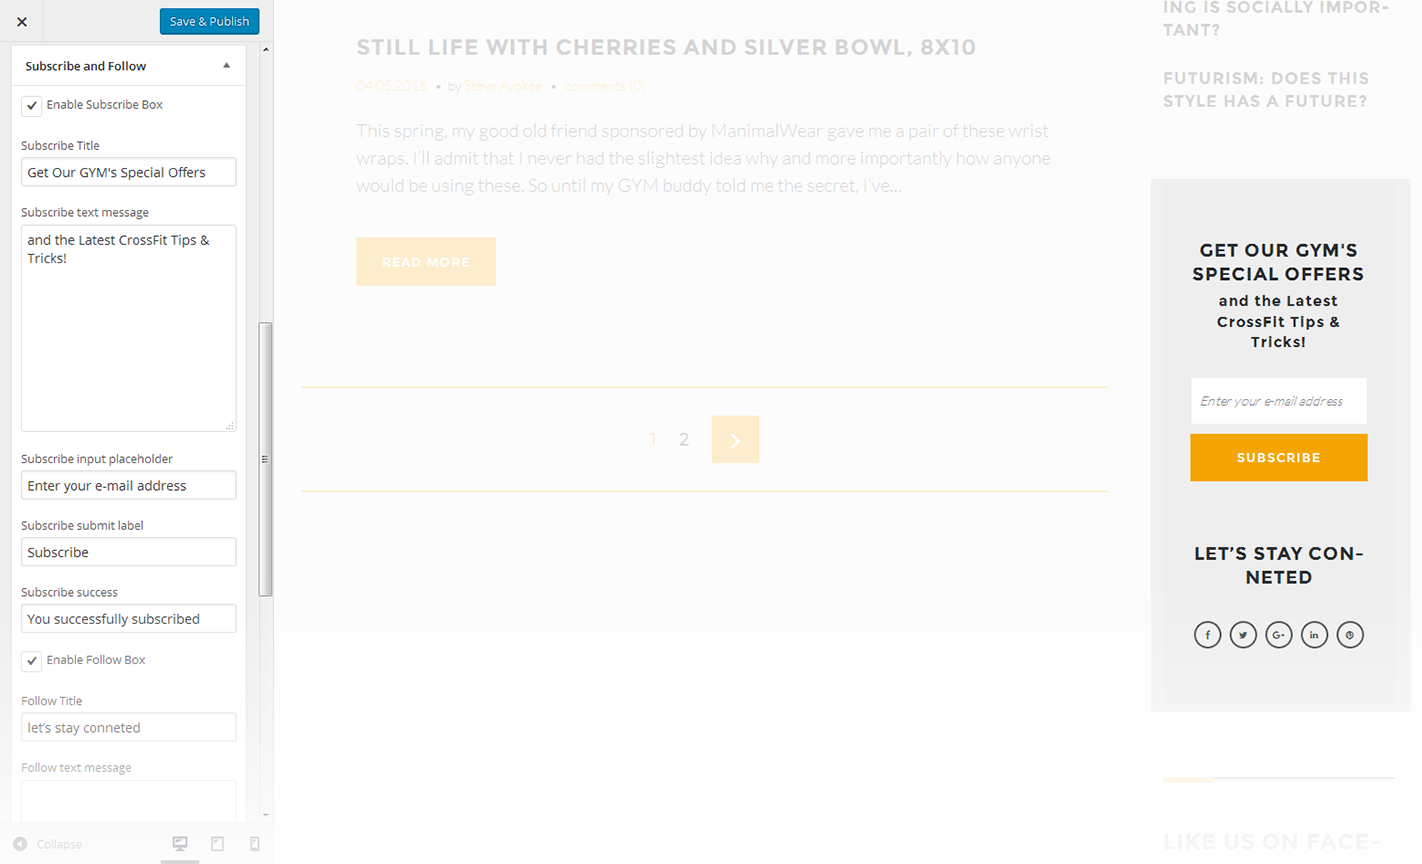 Save & Publish
Subscribe and Follow
Enable Subscribe Box
Subscribe Title
Get Our GYM's Special Offers
Subscribe text message
and the Latest CrossFit Tips &
Tricks!
Subscribe input placeholder
Enter your e-mail address
Subscribe submit label
Subscribe
Subscribe success
You successfully subscribed
Enable Follow Box
Follow Title
let's stay conneted
Follow text message
Collapse
STILL LIFE WITH CHERRIES AND SILVER BOWL, 8X10
04.05.2016 • by Steve Ayokee • comments (0)
This spring, my good old friend sponsored by ManimalWear gave me a pair of these wrist
wraps. I'll admit that I never had the slightest idea why and more importantly how anyone
would be using these. So until my GYM buddy told me the secret, I've...
READ MORE
1 2
ING IS SOCIALLY IMPOR-
TANT?
FUTURISM: DOES THIS
STYLE HAS A FUTURE?
GET OUR GYM'S
SPECIAL OFFERS
and the Latest
CrossFit Tips &
Tricks!
Enter your e-mail address
SUBSCRIBE
LET'S STAY CON-
NETED
LIKE US ON FACE-